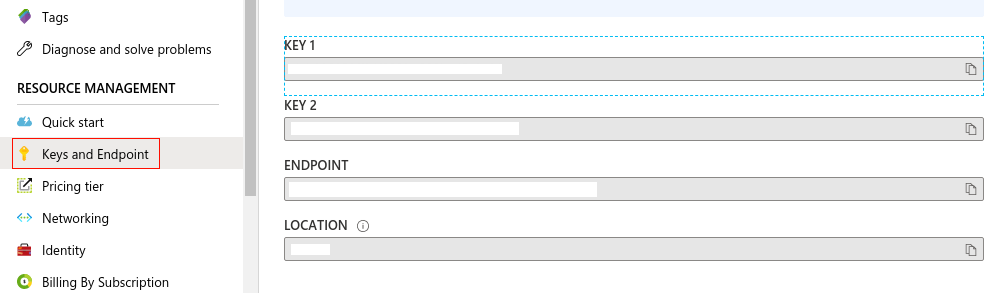 Tags
Diagnose and solve problems
RESOURCE MANAGEMENT
Quick start
Keys and Endpoint
Pricing tier
Networking
Identity
Billing By Subscription
KEY 1
KEY 2
ENDPOINT
LOCATION